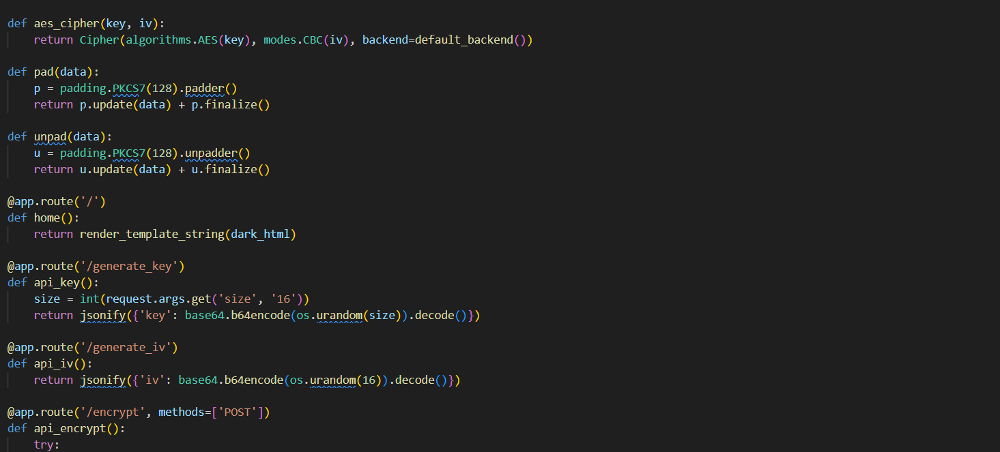 def aes_cipher(key, iv):
    return Cipher(algorithms.AES(key), modes.CBC(iv), backend=default_backend())
def pad(data):
    p = padding.PKCS7(128).padder()
    return p.update(data) + p.finalize()
def unpad(data):
    u = padding.PKCS7(128).unpadder()
    return u.update(data) + u.finalize()
@app.route('/')
def home():
    return render_template_string(dark_html)
@app.route('/generate_key')
def api_key():
    size = int(request.args.get('size', '16'))
    return jsonify({'key': base64.b64encode(os.urandom(size)).decode()})
@app.route('/generate_iv')
def api_iv():
    return jsonify({'iv': base64.b64encode(os.urandom(16)).decode()})
@app.route('/encrypt', methods=['POST'])
def api_encrypt():
    try: